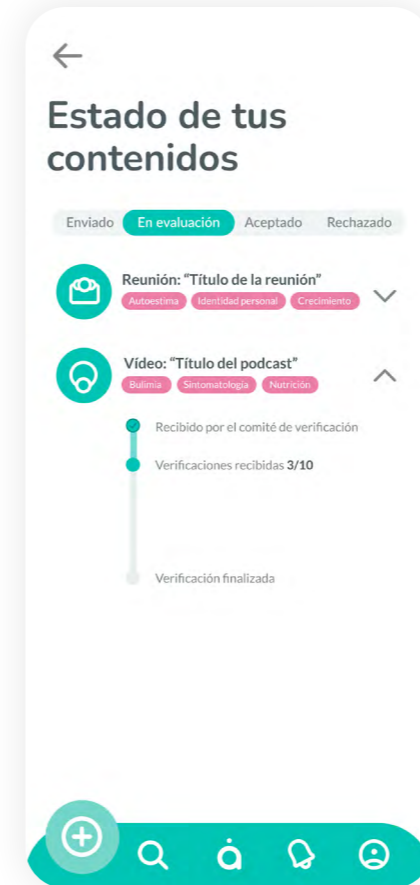 Estado de tus
contenidos
Enviado En evaluación Aceptado Rechazado
Reunión: “Título de la reunión”
Autoestima Identidad personal Crecimiento
Vídeo: “Título del podcast”
Bulimia Sintomatología Nutrición
Recibido por el comité de verificación
Verificaciones recibidas 3/10
Verificación finalizada